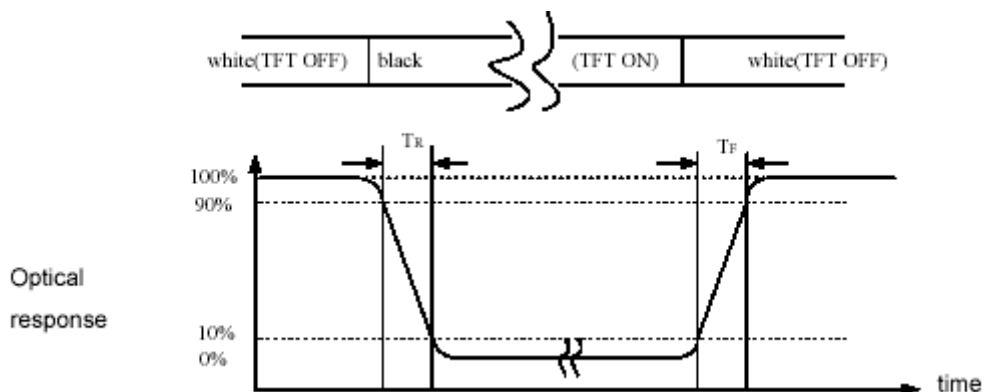 white(TFT OFF) black (TFT ON) white(TFT OFF)
TR TF
100%
90%
Optical
response
10%
0%
time